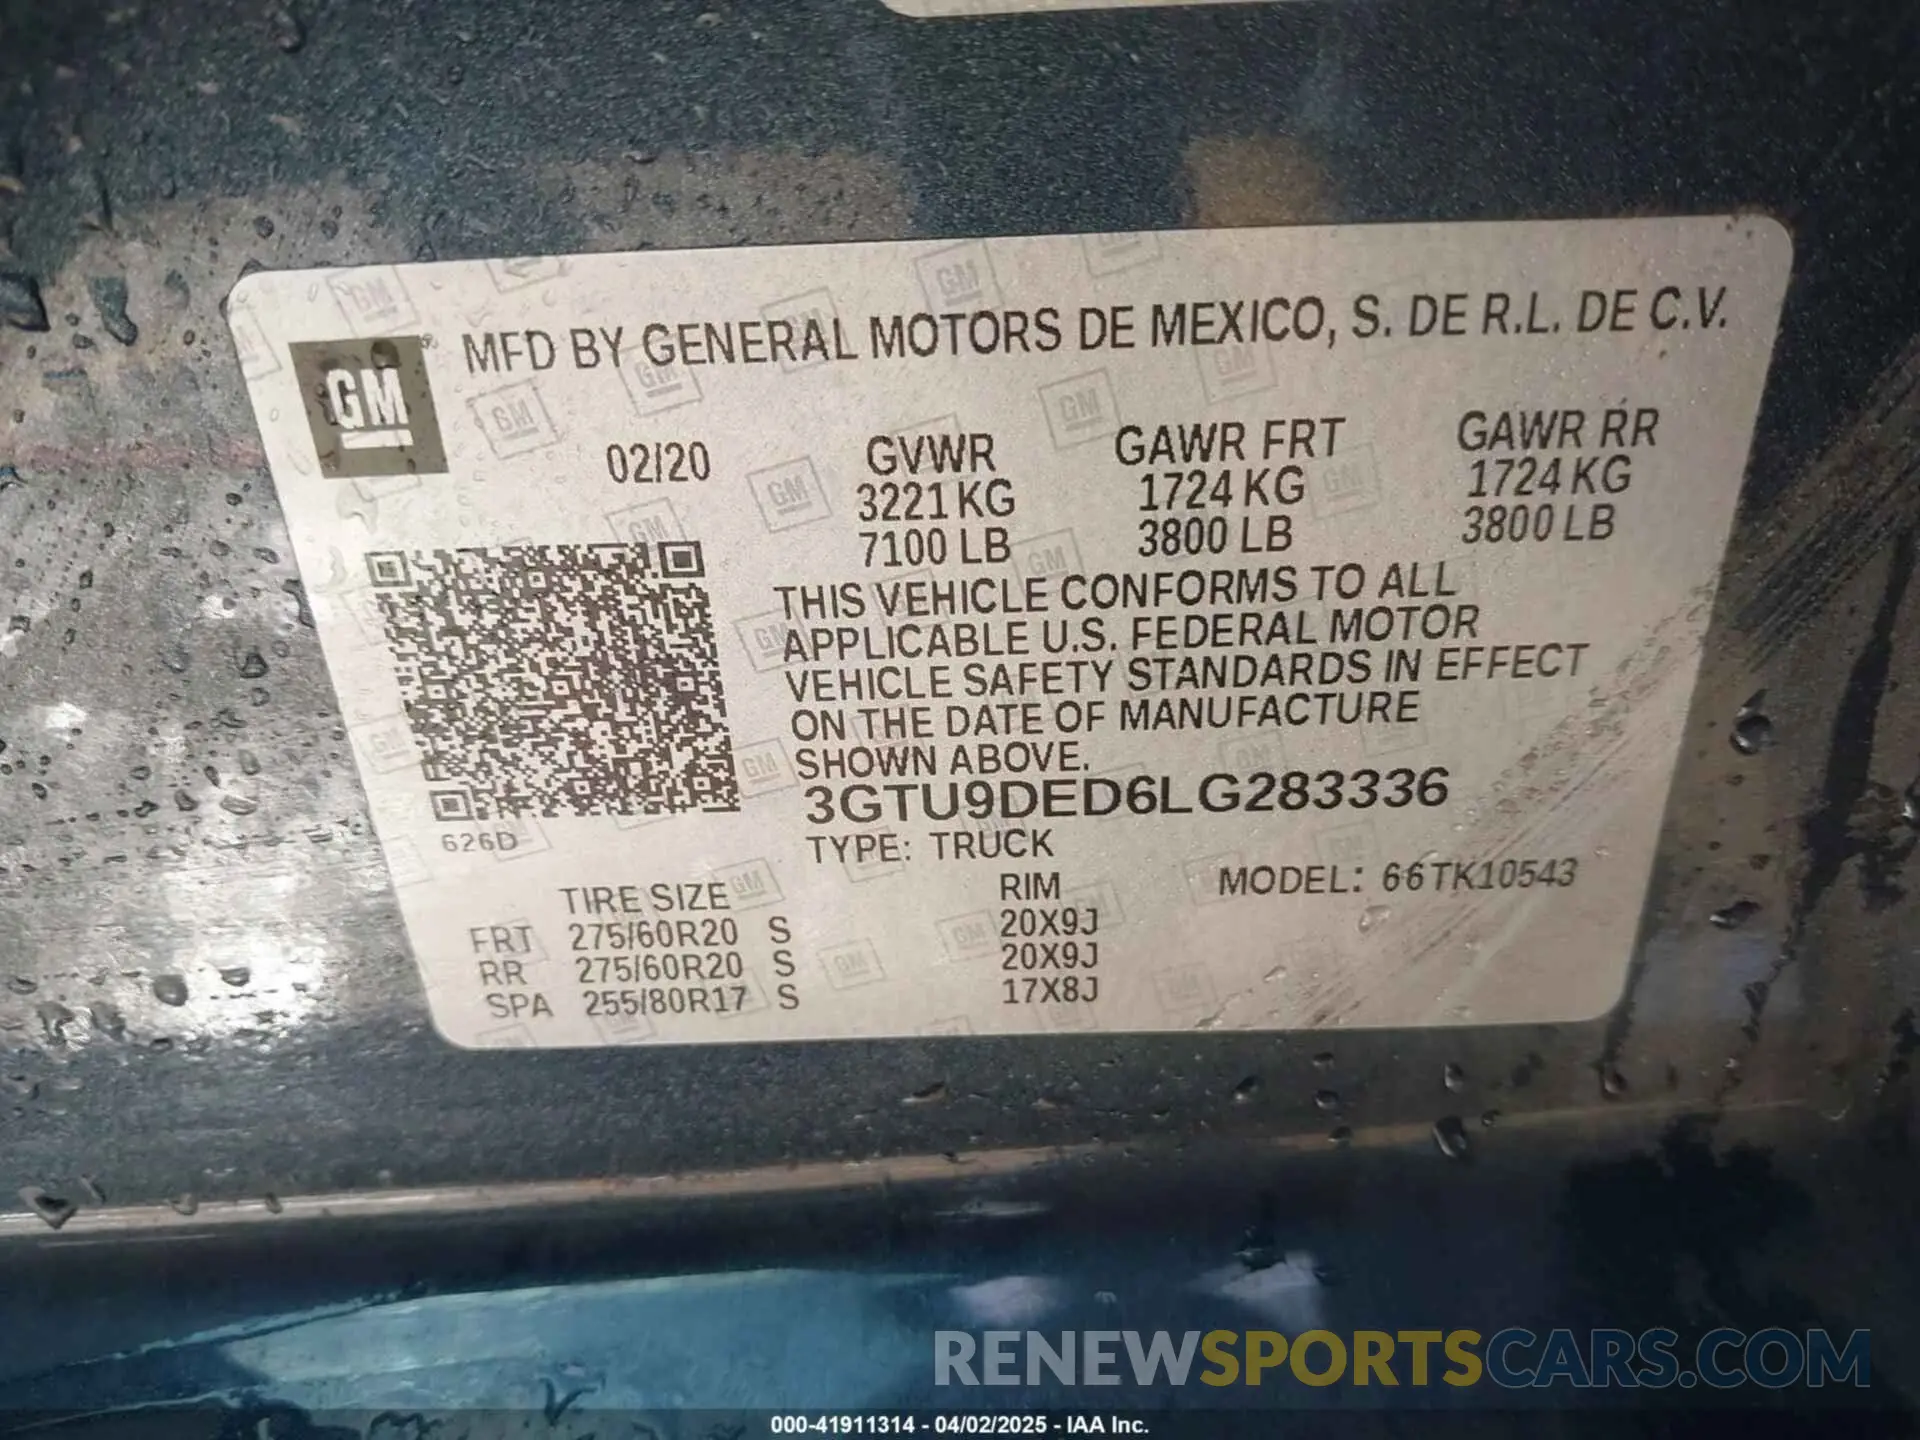 MFD BY GENERAL MOTORS DE MEXICO, S. DE R.L. DE C.V.
GM
02/20 GVWR GAWR FRT GAWR RR
3221 KG 1724 KG 1724 KG
7100 LB 3800 LB 3800 LB
THIS VEHICLE CONFORMS TO ALL
APPLICABLE U.S. FEDERAL MOTOR
VEHICLE SAFETY STANDARDS IN EFFECT
ON THE DATE OF MANUFACTURE
SHOWN ABOVE.
3GTU9DED6LG283336
626D
TYPE: TRUCK
MODEL: 66TK10543
TIRE SIZE RIM
FRT 275/60R20 S 20X9J
RR 275/60R20 S 20X9J
SPA 255/80R17 S 17X8J
RENEWSPORTSCARS.COM
000-41911314 - 04/02/2025 - IAA Inc.